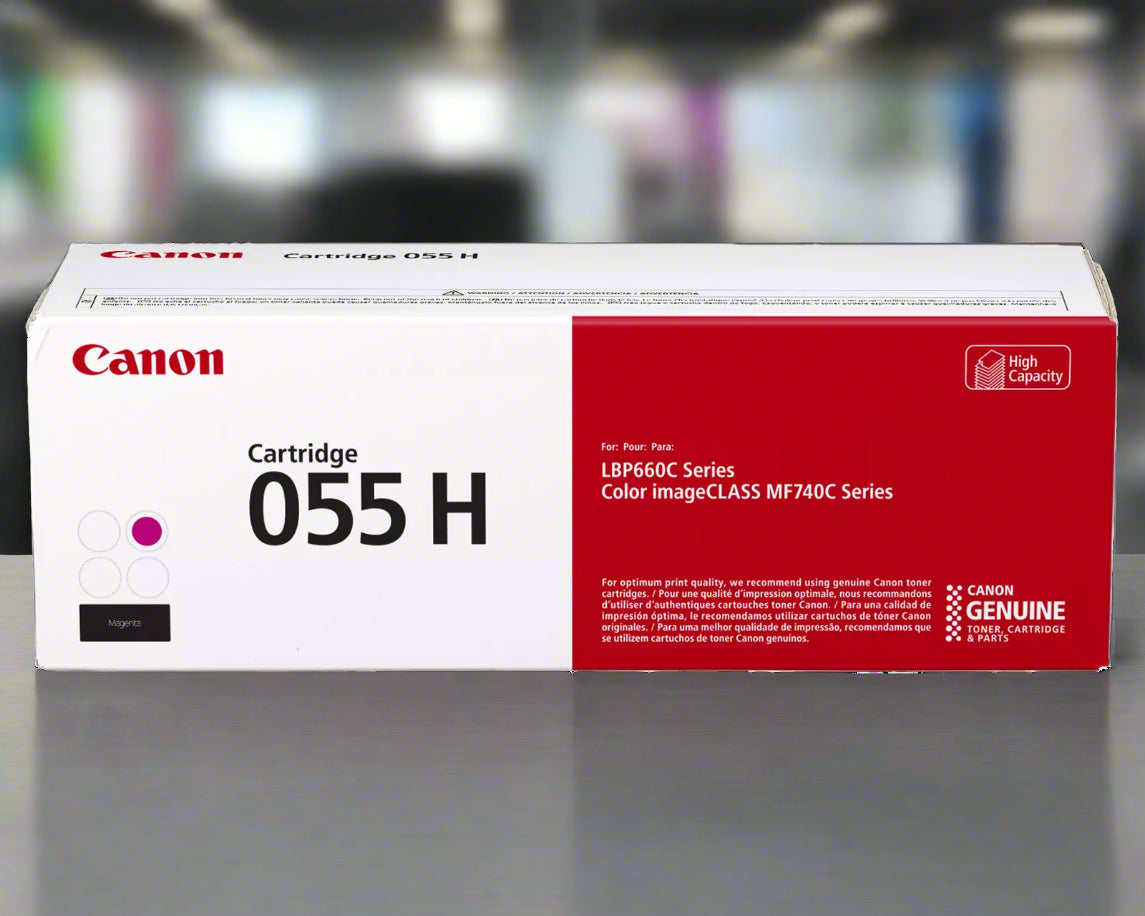 Canon Cartridge 055 H
WARNING / ATTENTION / ADVERTENCIA / ADVERTÊNCIA
Canon
High
Capacity
Cartridge
055 H
For: Pour: Para:
LBP660C Series
Color imageCLASS MF740C Series
Magenta
For optimum print quality, we recommend using genuine Canon toner
cartridges. / Pour une qualité d'impression optimale, nous recommandons
d'utiliser d'authentiques cartouches toner Canon. / Para una calidad de
impresión óptima, le recomendamos utilizar cartuchos de tóner Canon
originales. / Para uma melhor qualidade de impressão, recomendamos que
se utilizem cartuchos de toner Canon genuínos.
CANON
GENUINE
TONER, CARTRIDGE
& PARTS